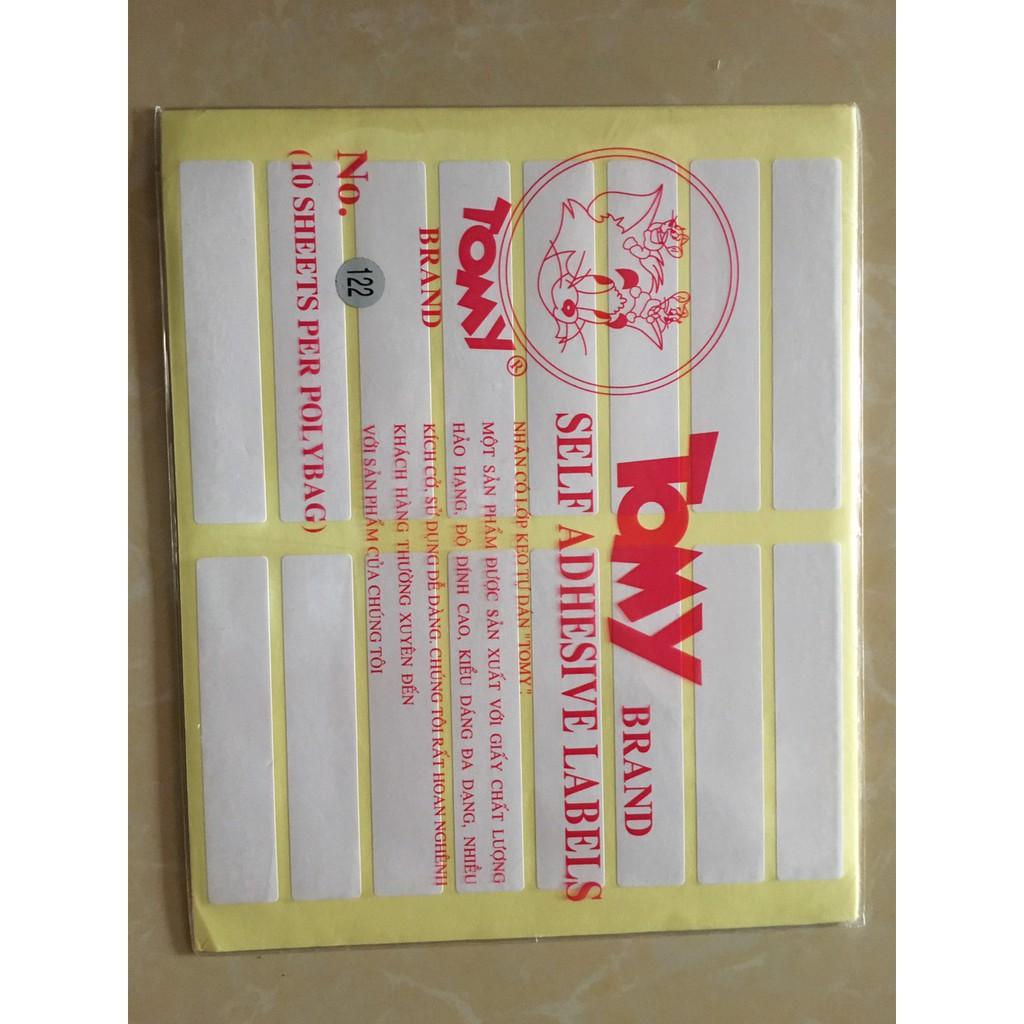 TOMY BRAND
SELF ADHESIVE LABELS
TOMY®
BRAND
NHÃN CÓ LỚP KEO TỰ DÁN "TOMY".
MỘT SẢN PHẨM ĐƯỢC SẢN XUẤT VỚI GIẤY CHẤT LƯỢNG
HẢO HẠNG, ĐỘ DÍNH CAO, KIỂU DÁNG ĐA DẠNG, NHIỀU
KÍCH CỞ, SỬ DỤNG DỄ DÀNG. CHÚNG TÔI RẤT HOAN NGHÊNH
KHÁCH HÀNG THƯỜNG XUYÊN ĐẾN
VỚI SẢN PHẨM CỦA CHÚNG TÔI
No. 122
(10 SHEETS PER POLYBAG)